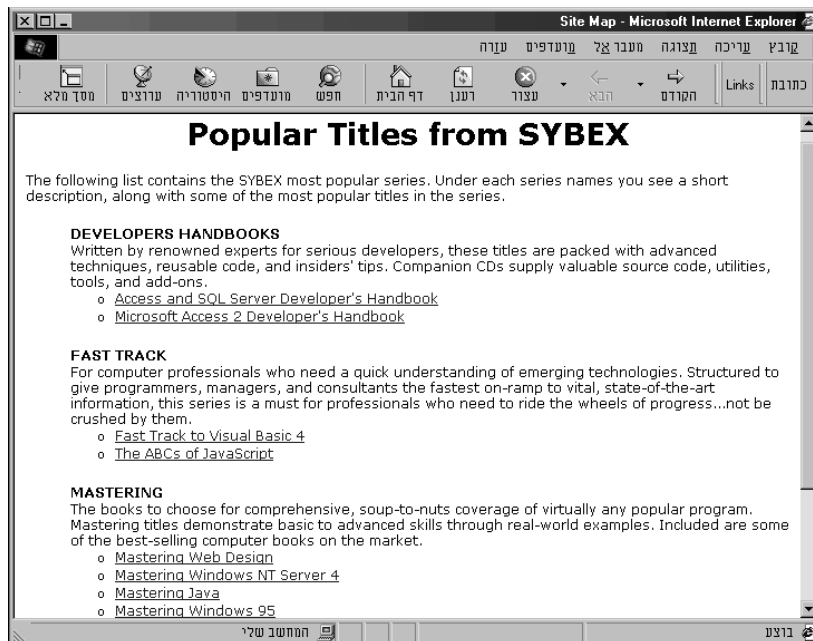 Site Map - Microsoft Internet Explorer
קובץ עריכה תצוגה מעבר אל מועדפים עזרה
כתובת Links הקודם הבא עצור רענן דף הבית חפש מועדפים היסטוריה ערוצים מסך מלא
Popular Titles from SYBEX
The following list contains the SYBEX most popular series. Under each series names you see a short
description, along with some of the most popular titles in the series.
DEVELOPERS HANDBOOKS
Written by renowned experts for serious developers, these titles are packed with advanced
techniques, reusable code, and insiders' tips. Companion CDs supply valuable source code, utilities,
tools, and add-ons.
o Access and SQL Server Developer's Handbook
o Microsoft Access 2 Developer's Handbook
FAST TRACK
For computer professionals who need a quick understanding of emerging technologies. Structured to
give programmers, managers, and consultants the fastest on-ramp to vital, state-of-the-art
information, this series is a must for professionals who need to ride the wheels of progress...not be
crushed by them.
o Fast Track to Visual Basic 4
o The ABCs of JavaScript
MASTERING
The books to choose for comprehensive, soup-to-nuts coverage of virtually any popular program.
Mastering titles demonstrate basic to advanced skills through real-world examples. Included are some
of the best-selling computer books on the market.
o Mastering Web Design
o Mastering Windows NT Server 4
o Mastering Java
o Mastering Windows 95
בוצע המחשב שלי